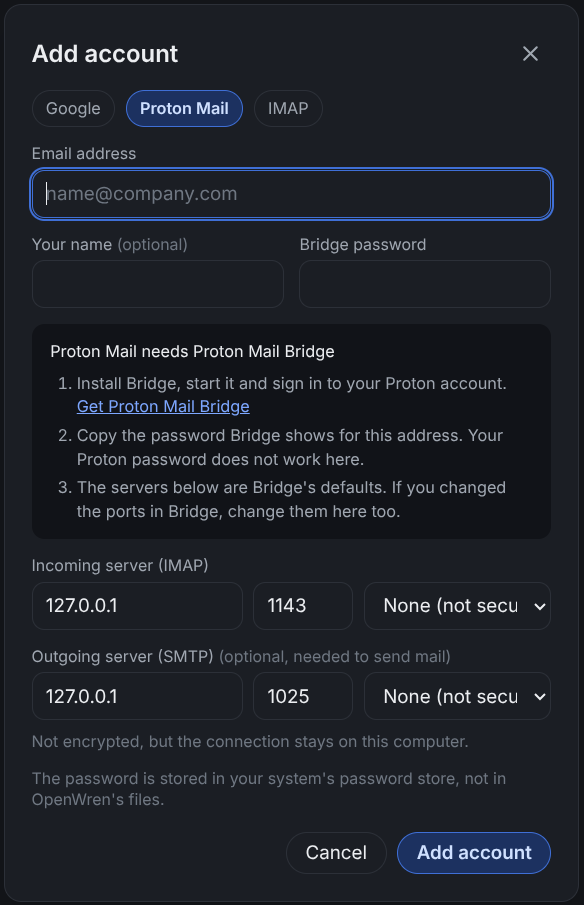 Add account
Google
Proton Mail
IMAP
Email address
name@company.com
Your name (optional)
Bridge password
Proton Mail needs Proton Mail Bridge
1. Install Bridge, start it and sign in to your Proton account.
Get Proton Mail Bridge
2. Copy the password Bridge shows for this address. Your
Proton password does not work here.
3. The servers below are Bridge's defaults. If you changed
the ports in Bridge, change them here too.
Incoming server (IMAP)
127.0.0.1
1143
None (not secu
Outgoing server (SMTP) (optional, needed to send mail)
127.0.0.1
1025
None (not secu
Not encrypted, but the connection stays on this computer.
The password is stored in your system's password store, not in
OpenWren's files.
Cancel
Add account